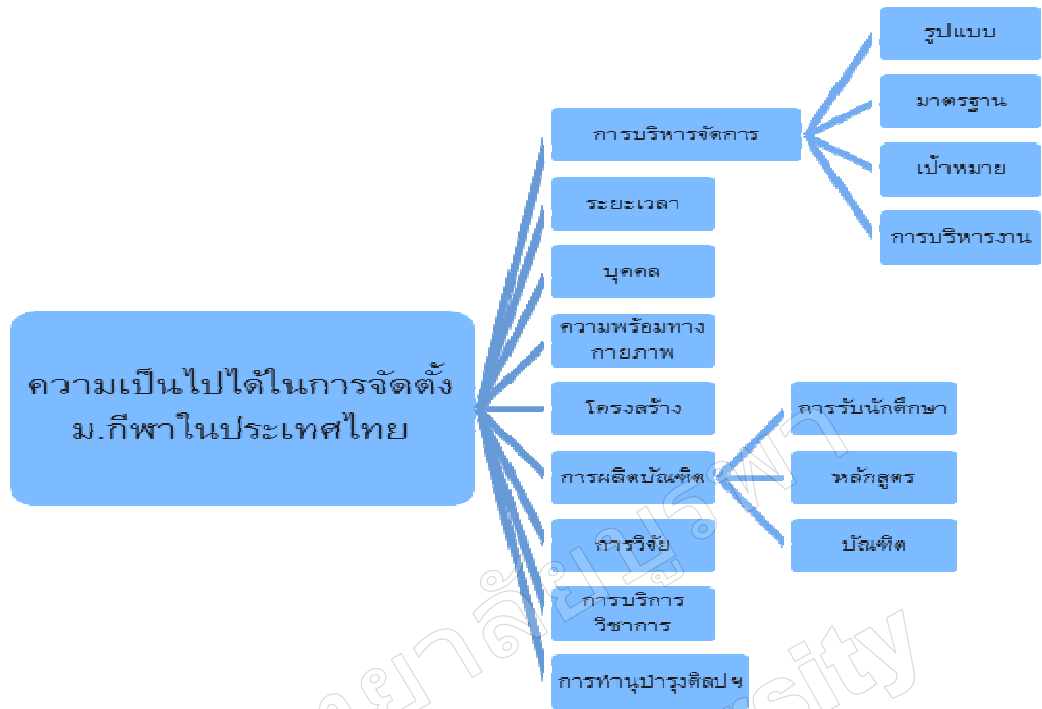 ความเป็นไปได้ในการจัดตั้ง
ม.กีฬาในประเทศไทย
การบริหารจัดการ
รูปแบบ
มาตรฐาน
เป้าหมาย
การบริหารงาน
ระยะเวลา
บุคคล
ความพร้อมทาง
กายภาพ
โครงสร้าง
การผลิตบัณฑิต
การรับนักศึกษา
หลักสูตร
บัณฑิต
การวิจัย
การบริการ
วิชาการ
การทำนุบำรุงศิลปฯ